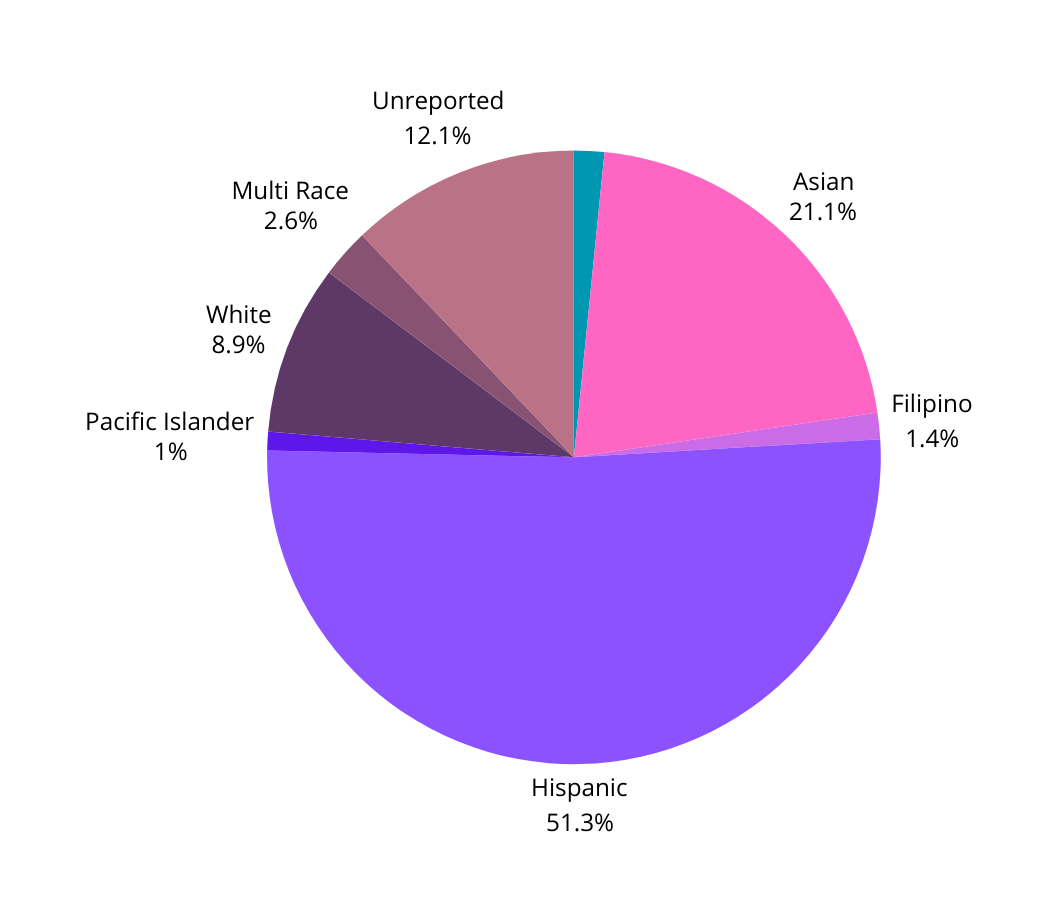 Unreported
12.1%
Multi Race
2.6%
Asian
21.1%
White
8.9%
Filipino
1.4%
Pacific Islander
1%
Hispanic
51.3%